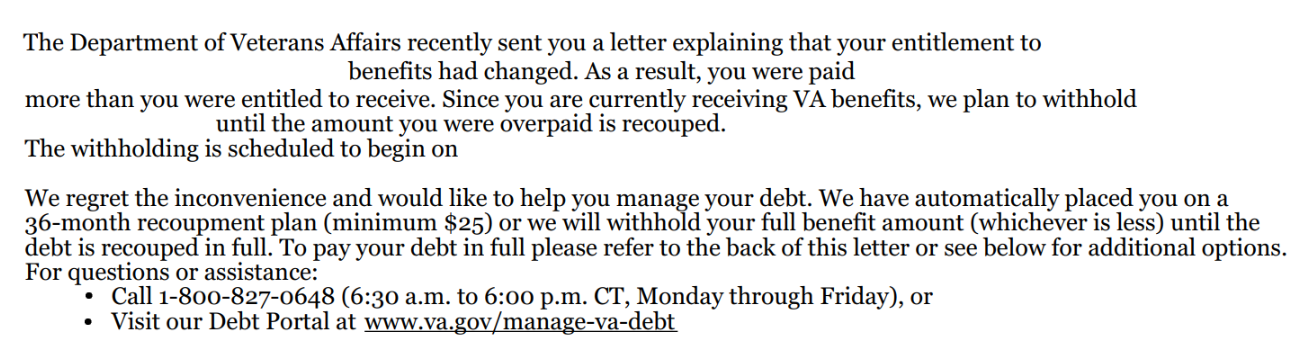 The Department of Veterans Affairs recently sent you a letter explaining that your entitlement to
benefits had changed. As a result, you were paid
more than you were entitled to receive. Since you are currently receiving VA benefits, we plan to withhold
until the amount you were overpaid is recouped.
The withholding is scheduled to begin on
We regret the inconvenience and would like to help you manage your debt. We have automatically placed you on a
36-month recoupment plan (minimum $25) or we will withhold your full benefit amount (whichever is less) until the
debt is recouped in full. To pay your debt in full please refer to the back of this letter or see below for additional options.
For questions or assistance:
• Call 1-800-827-0648 (6:30 a.m. to 6:00 p.m. CT, Monday through Friday), or
• Visit our Debt Portal at www.va.gov/manage-va-debt